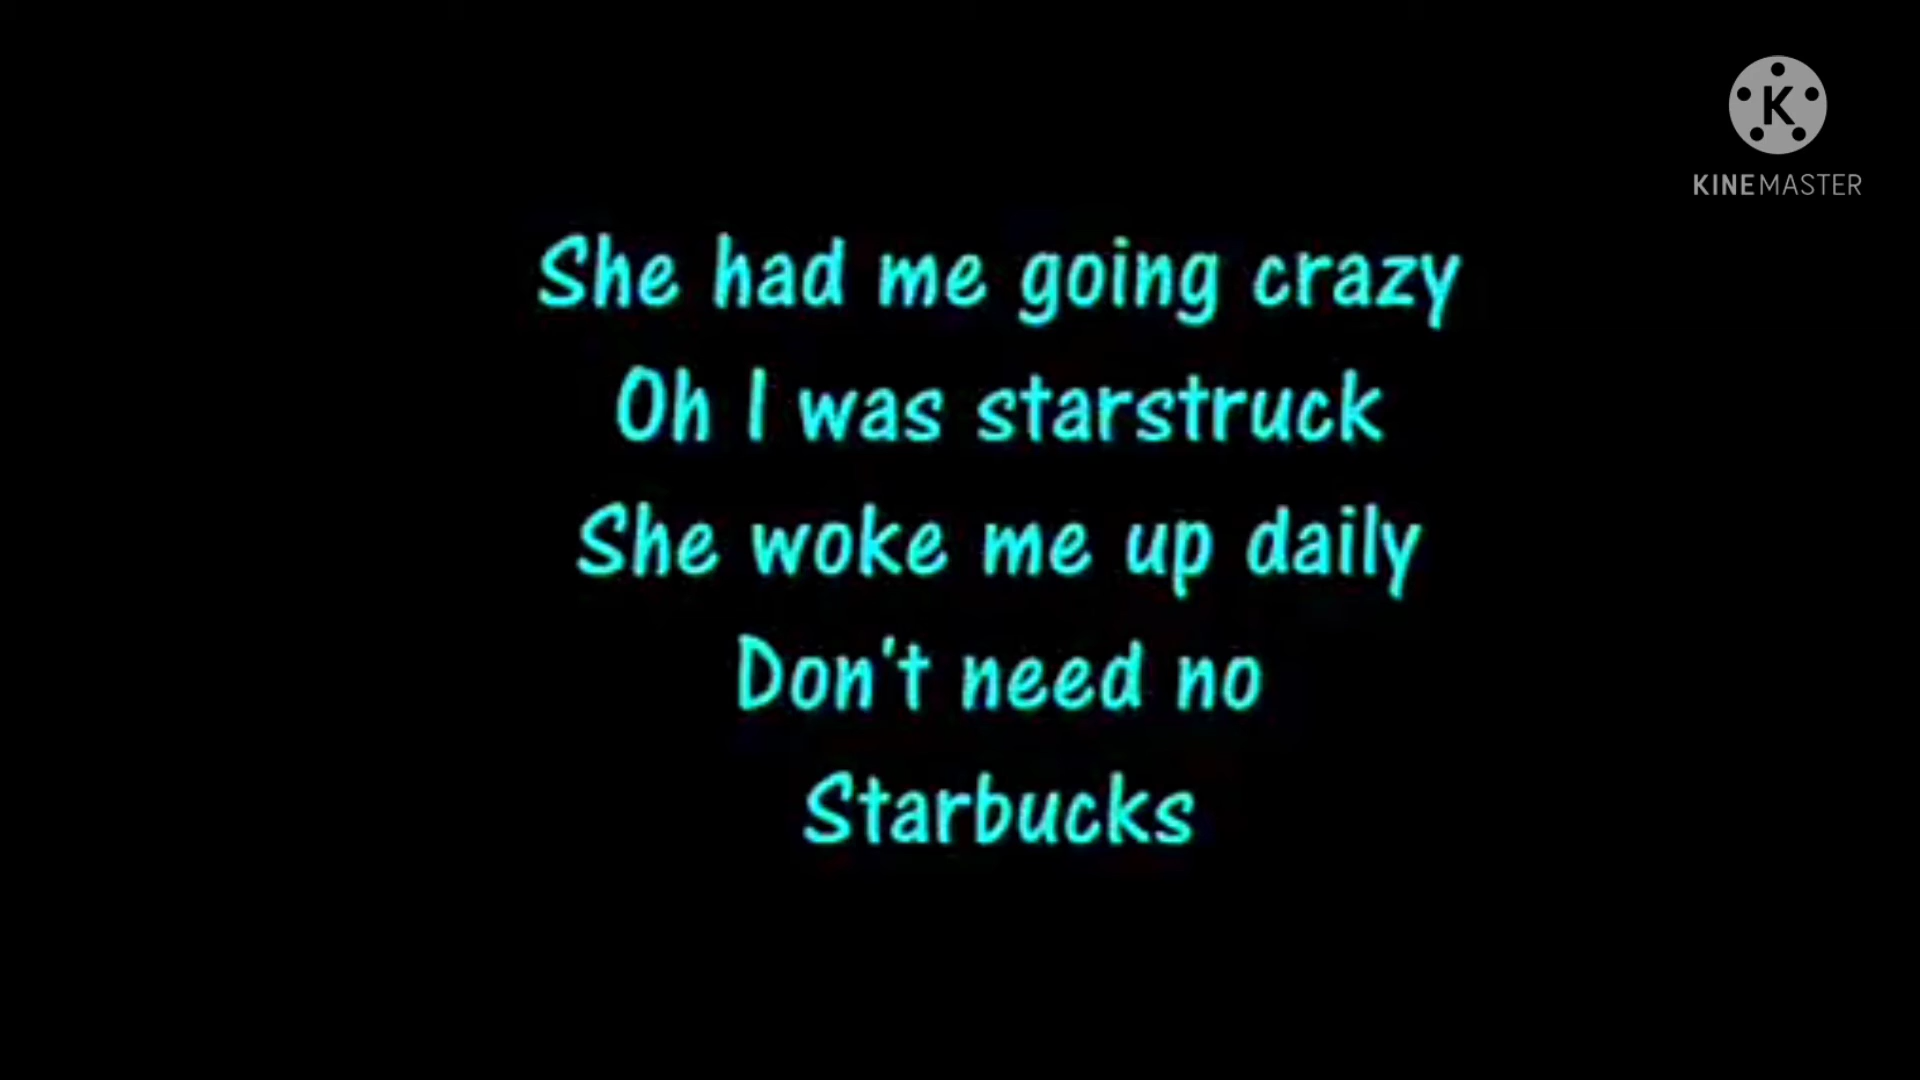 K
KINEMASTER
She had me going crazy
Oh I was starstruck
She woke me up daily
Don't need no
Starbucks